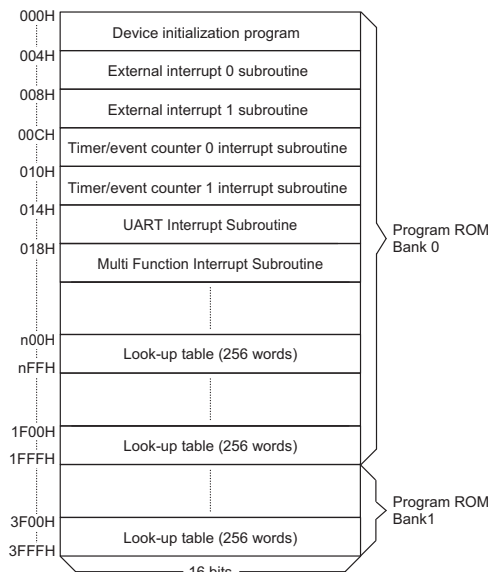 000H
Device initialization program
004H
External interrupt 0 subroutine
008H
External interrupt 1 subroutine
00CH
Timer/event counter 0 interrupt subroutine
010H
Timer/event counter 1 interrupt subroutine
014H
UART Interrupt Subroutine
018H
Multi Function Interrupt Subroutine
Program ROM
Bank 0
n00H
Look-up table (256 words)
nFFH
1F00H
Look-up table (256 words)
1FFFH
Program ROM
Bank1
3F00H
Look-up table (256 words)
3FFFH
16 bits